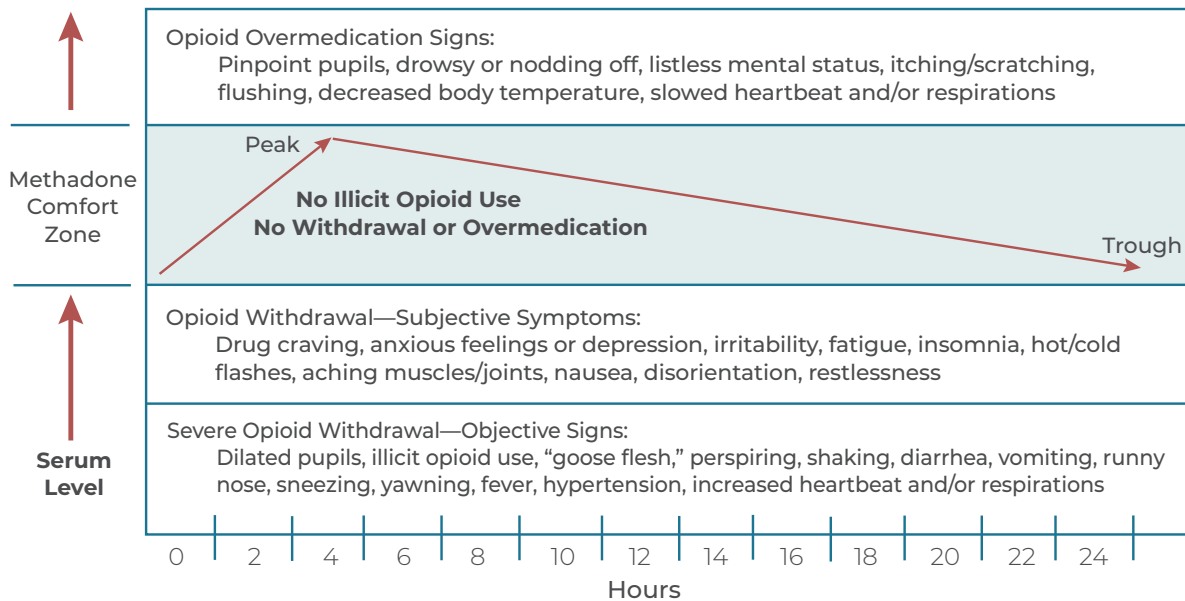 Opioid Overmedication Signs:
Pinpoint pupils, drowsy or nodding off, listless mental status, itching/scratching,
flushing, decreased body temperature, slowed heartbeat and/or respirations
Methadone
Comfort
Zone
Peak
No Illicit Opioid Use
No Withdrawal or Overmedication
Trough
Opioid Withdrawal—Subjective Symptoms:
Drug craving, anxious feelings or depression, irritability, fatigue, insomnia, hot/cold
flashes, aching muscles/joints, nausea, disorientation, restlessness
Severe Opioid Withdrawal—Objective Signs:
Dilated pupils, illicit opioid use, “goose flesh,” perspiring, shaking, diarrhea, vomiting, runny
nose, sneezing, yawning, fever, hypertension, increased heartbeat and/or respirations
Serum
Level
0 2 4 6 8 10 12 14 16 18 20 22 24
Hours